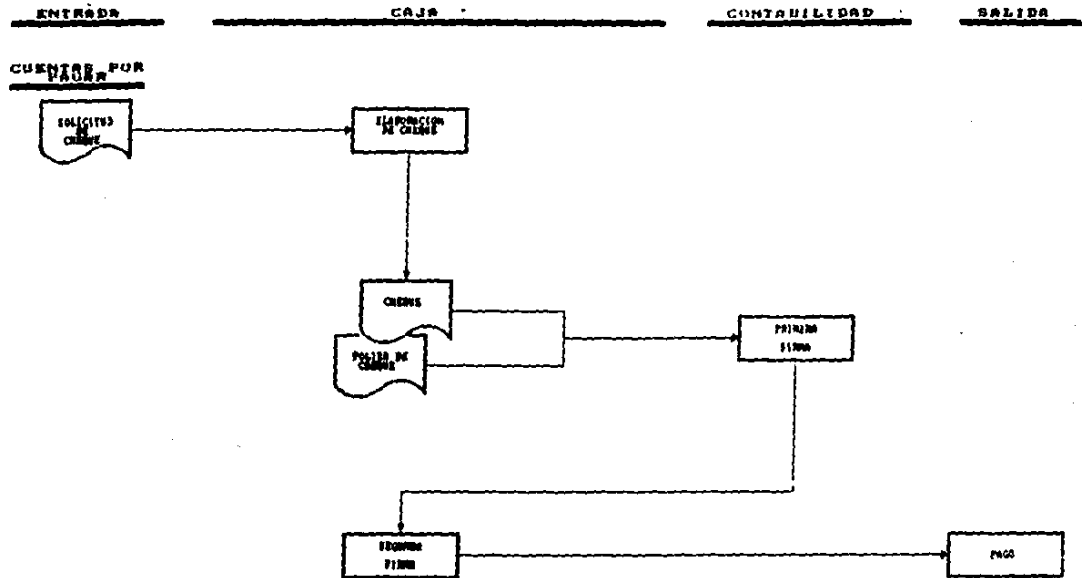 ENTRADA
CAJA
CONTABILIDAD
SALIDA
CUENTAS POR
PAGAR
SOLICITUD
DE
CHEQUE
ELABORACION
DE CHEQUE
CHEQUE
POLIZA DE
CHEQUE
PRIMERA
FIRMA
SEGUNDA
FIRMA
PAGO